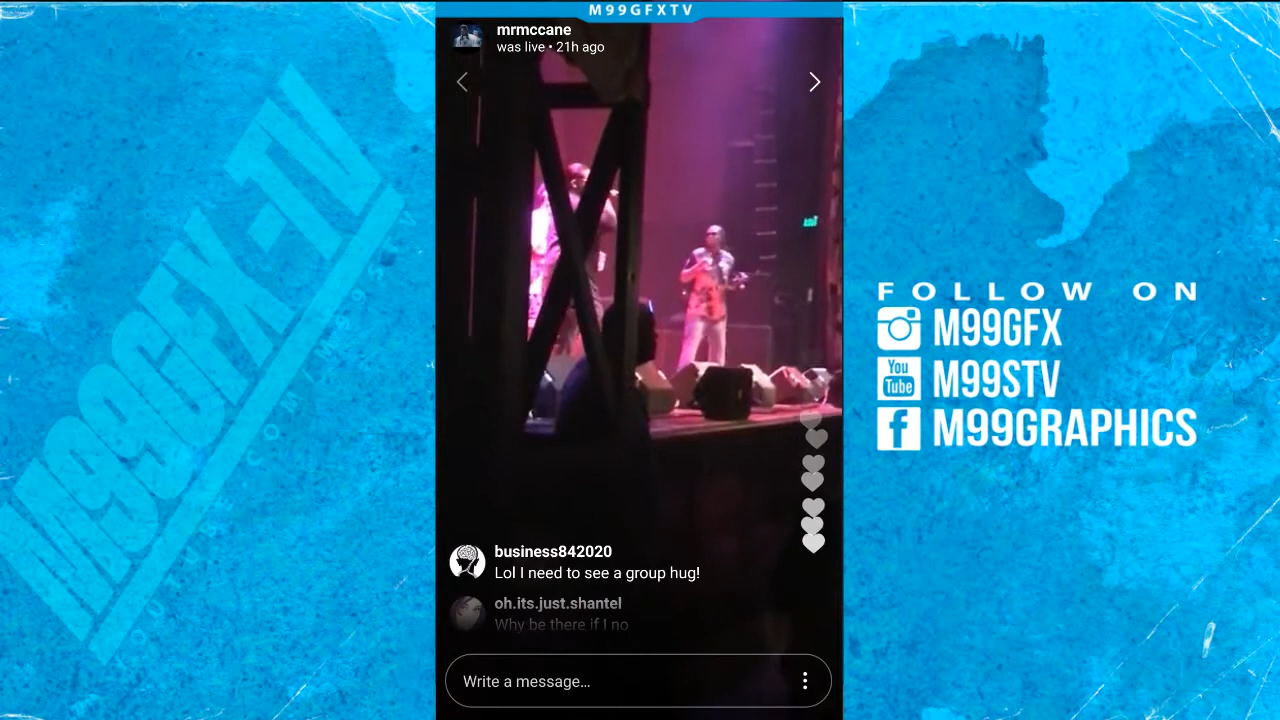 M99GFXTV
mrmccane
was live • 21h ago
M99GFX-TV
FOLLOW ON
M99GFX
You
Tube
M99STV
f
M99GRAPHICS
business842020
Lol I need to see a group hug!
oh.its.just.shantel
Why be there if I no
Write a message...